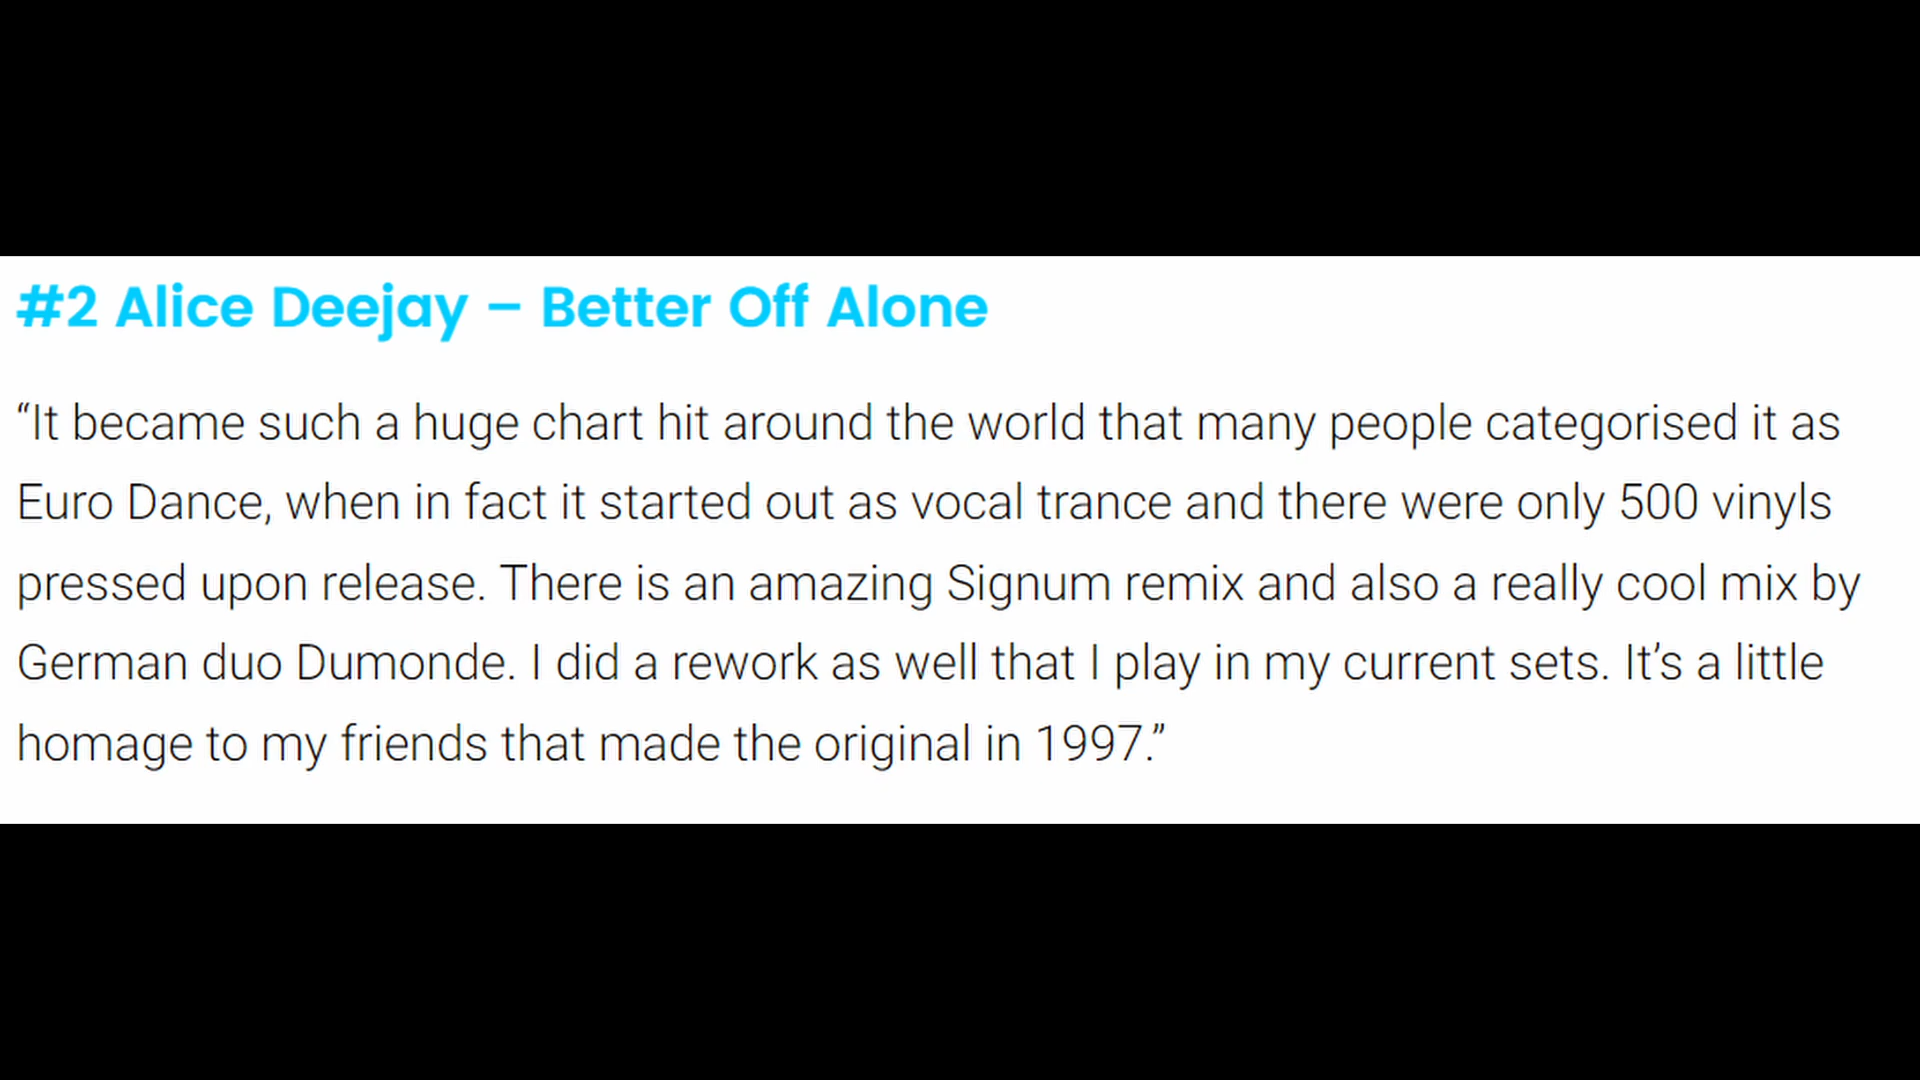 #2 Alice Deejay – Better Off Alone
“It became such a huge chart hit around the world that many people categorised it as
Euro Dance, when in fact it started out as vocal trance and there were only 500 vinyls
pressed upon release. There is an amazing Signum remix and also a really cool mix by
German duo Dumonde. I did a rework as well that I play in my current sets. It’s a little
homage to my friends that made the original in 1997.”